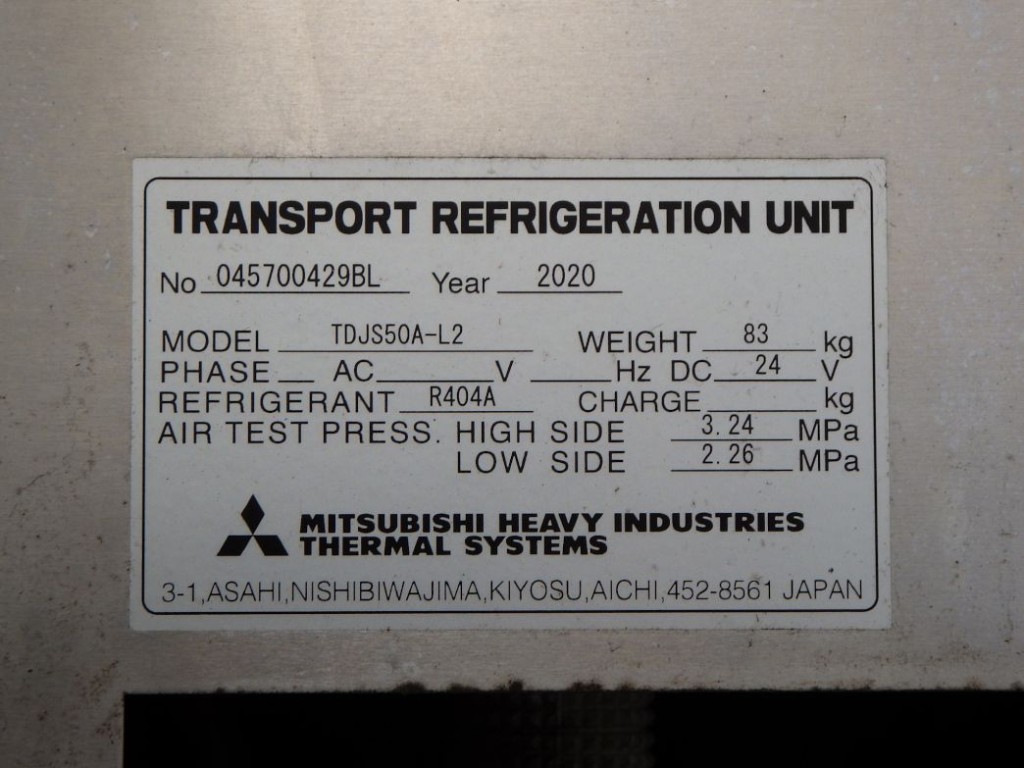 TRANSPORT REFRIGERATION UNIT
No 045700429BL Year 2020
MODEL TDJS50A-L2 WEIGHT 83 kg
PHASE AC V Hz DC 24 V
REFRIGERANT R404A CHARGE kg
AIR TEST PRESS. HIGH SIDE 3.24 MPa
LOW SIDE 2.26 MPa
MITSUBISHI HEAVY INDUSTRIES
THERMAL SYSTEMS
3-1,ASAHI,NISHIBIWAJIMA,KIYOSU,AICHI,452-8561 JAPAN